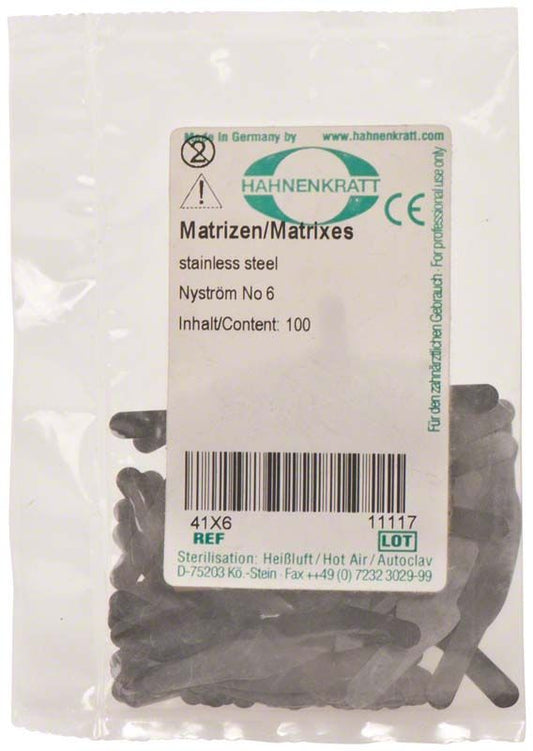 Made in Germany by www.hahnenkratt.com
2
!
HAHNENKRATT
CE
Matrizen/Matrixes
stainless steel
Nyström No 6
Inhalt/Content: 100
Für den zahnärztlichen Gebrauch · For professional use only
41X6 11117
REF LOT
Sterilisation: Heißluft / Hot Air / Autoclav
D-75203 Kö.-Stein · Fax ++49 (0) 7232 3029-99